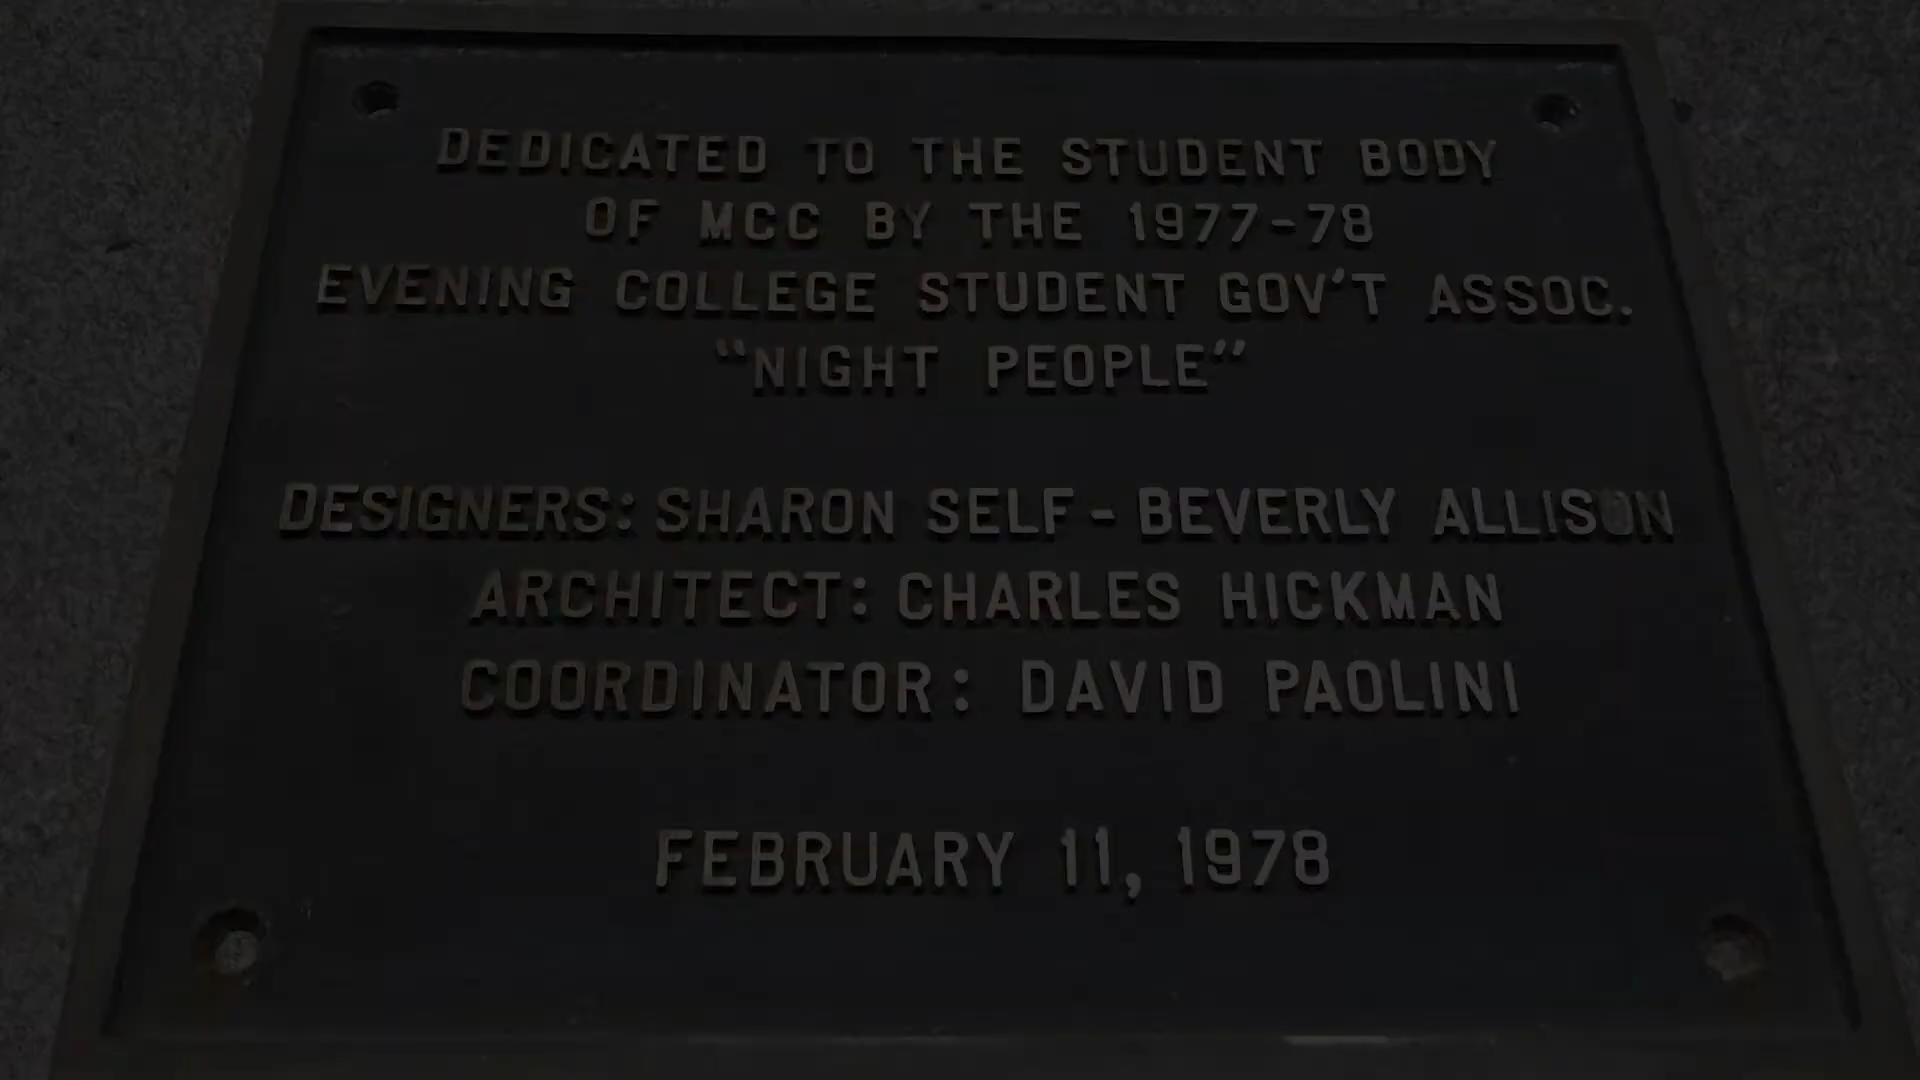 DEDICATED TO THE STUDENT BODY
OF MCC BY THE 1977-78
EVENING COLLEGE STUDENT GOV'T ASSOC.
"NIGHT PEOPLE"
DESIGNERS: SHARON SELF - BEVERLY ALLISON
ARCHITECT: CHARLES HICKMAN
COORDINATOR: DAVID PAOLINI
FEBRUARY 11, 1978